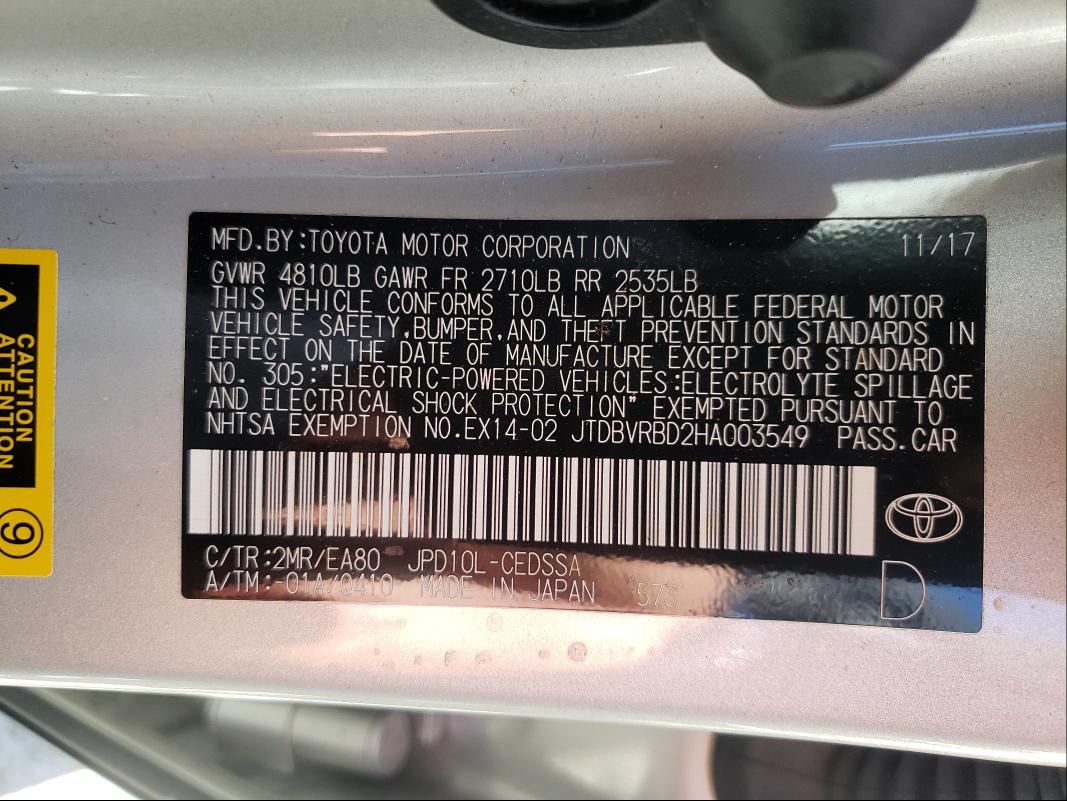 MFD.BY:TOYOTA MOTOR CORPORATION 11/17
GVWR 4810LB GAWR FR 2710LB RR 2535LB
THIS VEHICLE CONFORMS TO ALL APPLICABLE FEDERAL MOTOR
VEHICLE SAFETY,BUMPER,AND THEFT PREVENTION STANDARDS IN
EFFECT ON THE DATE OF MANUFACTURE EXCEPT FOR STANDARD
NO. 305:"ELECTRIC-POWERED VEHICLES:ELECTROLYTE SPILLAGE
AND ELECTRICAL SHOCK PROTECTION" EXEMPTED PURSUANT TO
NHTSA EXEMPTION NO.EX14-02 JTDBVRBD2HA003549 PASS.CAR
C/TR:2MR/EA80 JPD10L-CEDSSA
A/TM:-01A/Q410 MADE IN JAPAN 573
D
CAUTION
ATTENTION
9